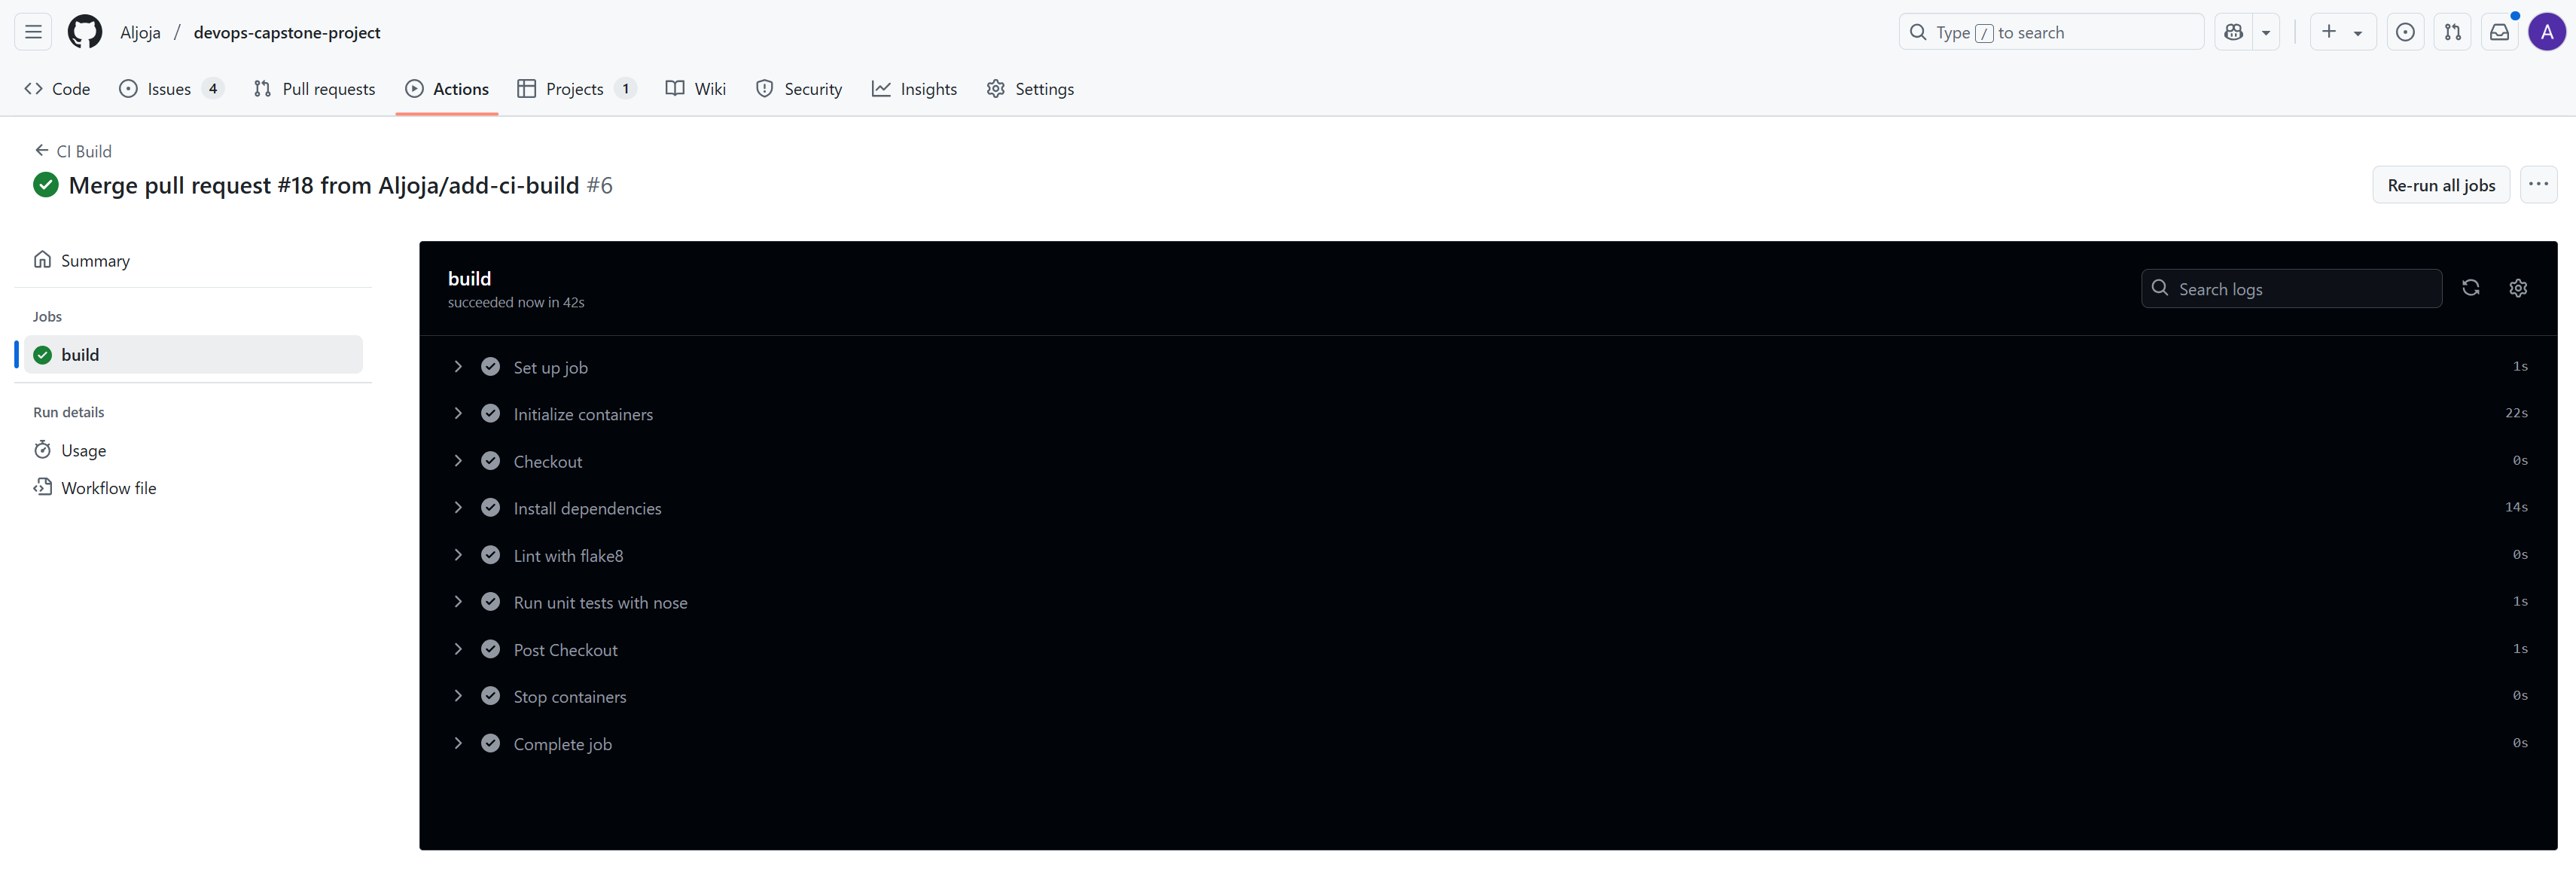 Aljoja / devops-capstone-project
Type / to search
A
Code
Issues 4
Pull requests
Actions
Projects 1
Wiki
Security
Insights
Settings
CI Build
Merge pull request #18 from Aljoja/add-ci-build #6
Re-run all jobs
Summary
Jobs
build
Run details
Usage
Workflow file
build
succeeded now in 42s
Search logs
Set up job 1s
Initialize containers 22s
Checkout 0s
Install dependencies 14s
Lint with flake8 0s
Run unit tests with nose 1s
Post Checkout 1s
Stop containers 0s
Complete job 0s